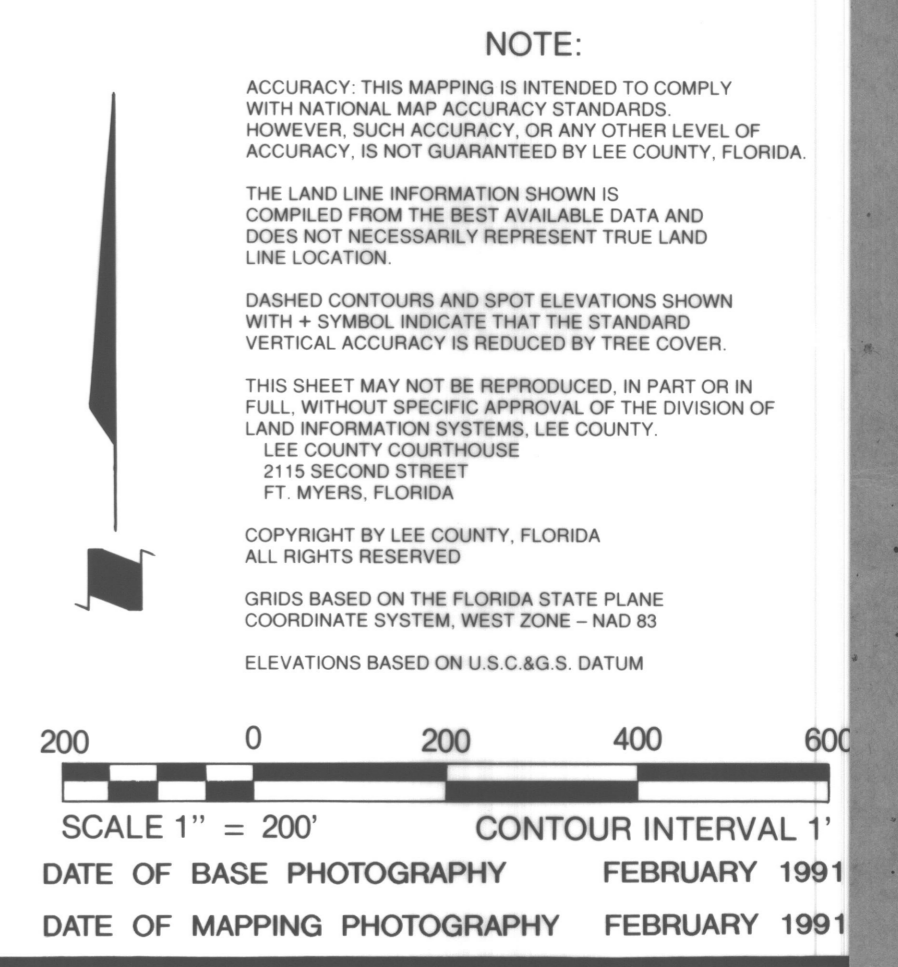 NOTE:
ACCURACY: THIS MAPPING IS INTENDED TO COMPLY
WITH NATIONAL MAP ACCURACY STANDARDS.
HOWEVER, SUCH ACCURACY, OR ANY OTHER LEVEL OF
ACCURACY, IS NOT GUARANTEED BY LEE COUNTY, FLORIDA.
THE LAND LINE INFORMATION SHOWN IS
COMPILED FROM THE BEST AVAILABLE DATA AND
DOES NOT NECESSARILY REPRESENT TRUE LAND
LINE LOCATION.
DASHED CONTOURS AND SPOT ELEVATIONS SHOWN
WITH + SYMBOL INDICATE THAT THE STANDARD
VERTICAL ACCURACY IS REDUCED BY TREE COVER.
THIS SHEET MAY NOT BE REPRODUCED, IN PART OR IN
FULL, WITHOUT SPECIFIC APPROVAL OF THE DIVISION OF
LAND INFORMATION SYSTEMS, LEE COUNTY.
LEE COUNTY COURTHOUSE
2115 SECOND STREET
FT. MYERS, FLORIDA
COPYRIGHT BY LEE COUNTY, FLORIDA
ALL RIGHTS RESERVED
GRIDS BASED ON THE FLORIDA STATE PLANE
COORDINATE SYSTEM, WEST ZONE – NAD 83
ELEVATIONS BASED ON U.S.C.&G.S. DATUM
N
200 0 200 400 600
SCALE 1" = 200' CONTOUR INTERVAL 1'
DATE OF BASE PHOTOGRAPHY FEBRUARY 1991
DATE OF MAPPING PHOTOGRAPHY FEBRUARY 1991